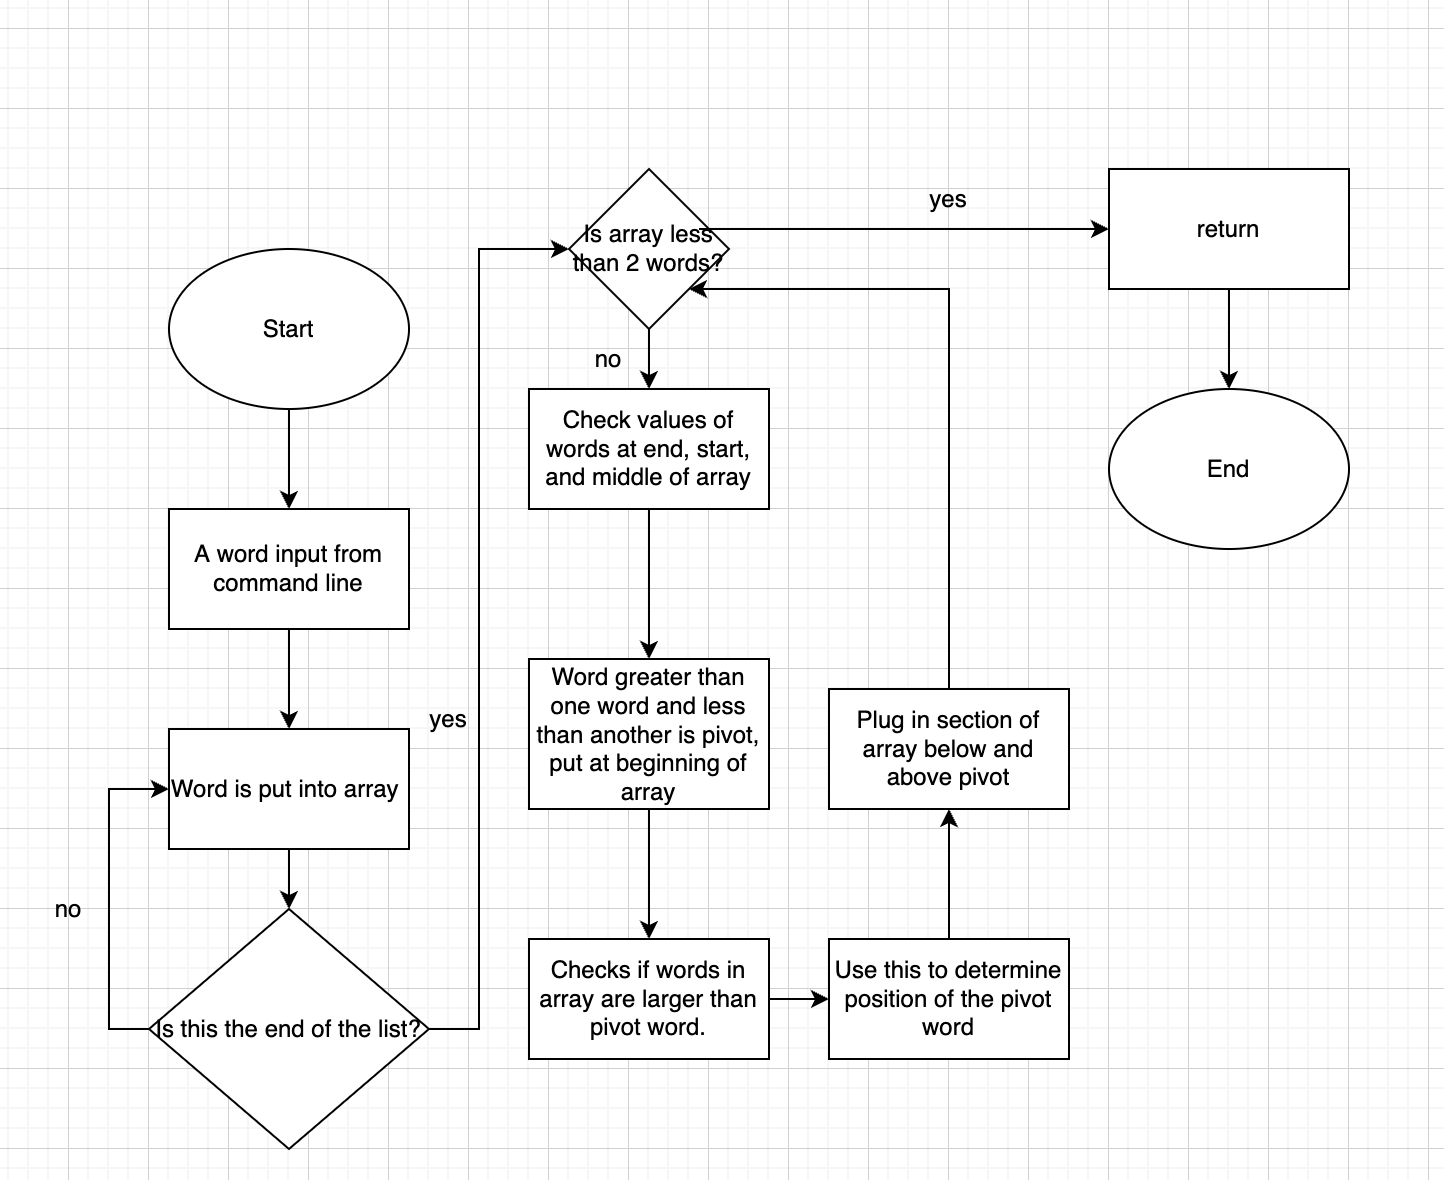 Start
A word input from
command line
Word is put into array
no
Is this the end of the list?
yes
Is array less
than 2 words?
yes
no
Check values of
words at end, start,
and middle of array
Word greater than
one word and less
than another is pivot,
put at beginning of
array
Checks if words in
array are larger than
pivot word.
Use this to determine
position of the pivot
word
Plug in section of
array below and
above pivot
return
End